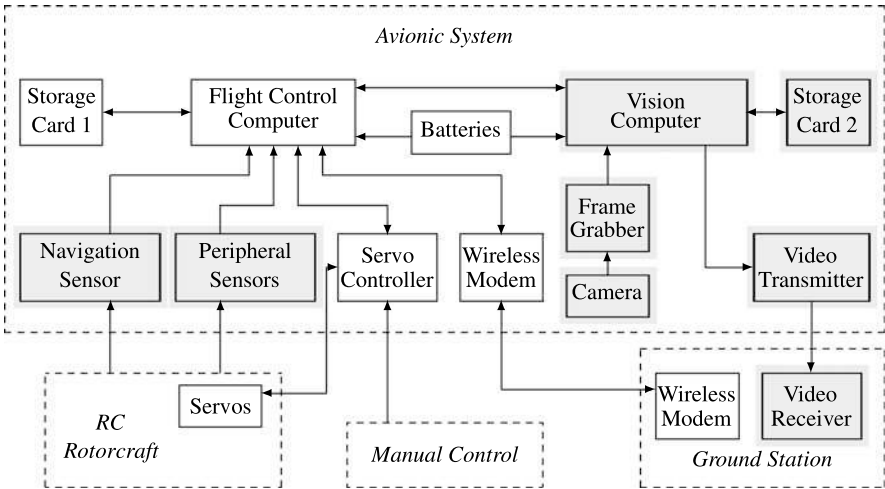 Avionic System
Storage
Card 1
Flight Control
Computer
Batteries
Vision
Computer
Storage
Card 2
Frame
Grabber
Navigation
Sensor
Peripheral
Sensors
Servo
Controller
Wireless
Modem
Camera
Video
Transmitter
RC
Rotorcraft
Servos
Manual Control
Wireless
Modem
Video
Receiver
Ground Station